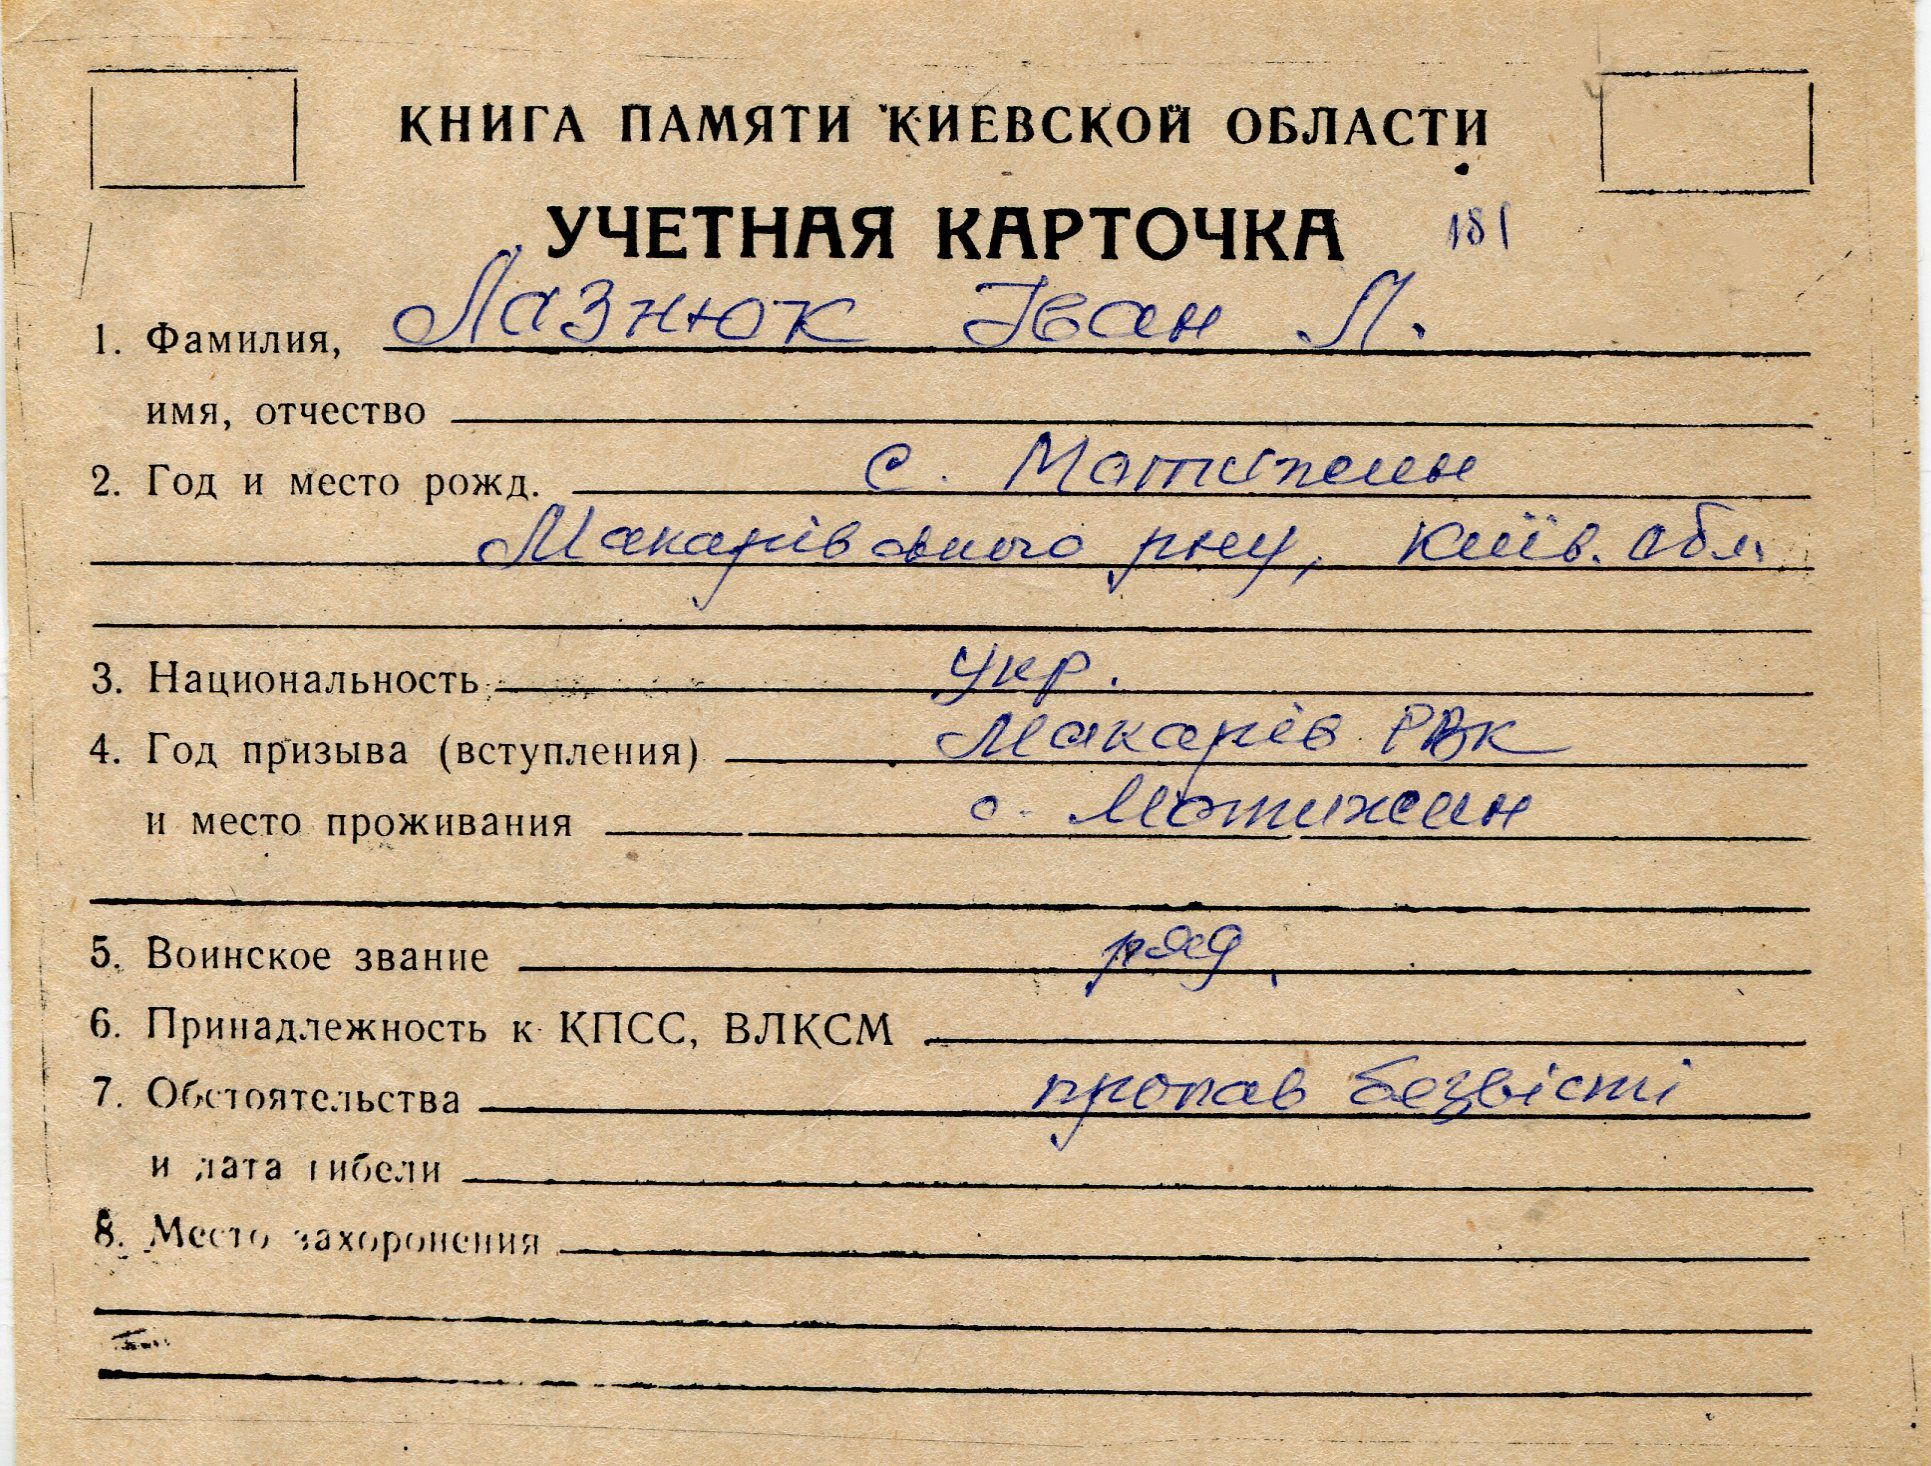 КНИГА ПАМЯТИ КИЕВСКОЙ ОБЛАСТИ
УЧЕТНАЯ КАРТОЧКА 181
1. Фамилия, Лазнюк Іван Л.
имя, отчество
2. Год и место рожд. с. Мотижин
Макарівського р-ну, Київ. обл.
3. Национальность укр.
4. Год призыва (вступления) Макарів. РВК
и место проживания с. Мотижин
5. Воинское звание ряд.
6. Принадлежность к КПСС, ВЛКСМ
7. Обстоятельства пропав безвісті
и дата гибели
8. Место захоронения